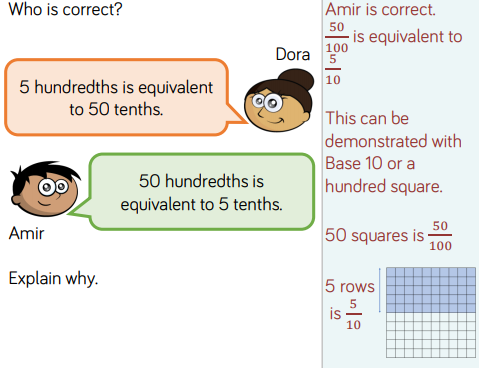 Who is correct?
Dora
5 hundredths is equivalent
to 50 tenths.
50 hundredths is
equivalent to 5 tenths.
Amir
Explain why.
Amir is correct.
50/100 is equivalent to
5/10
This can be
demonstrated with
Base 10 or a
hundred square.
50 squares is 50/100
5 rows
is 5/10